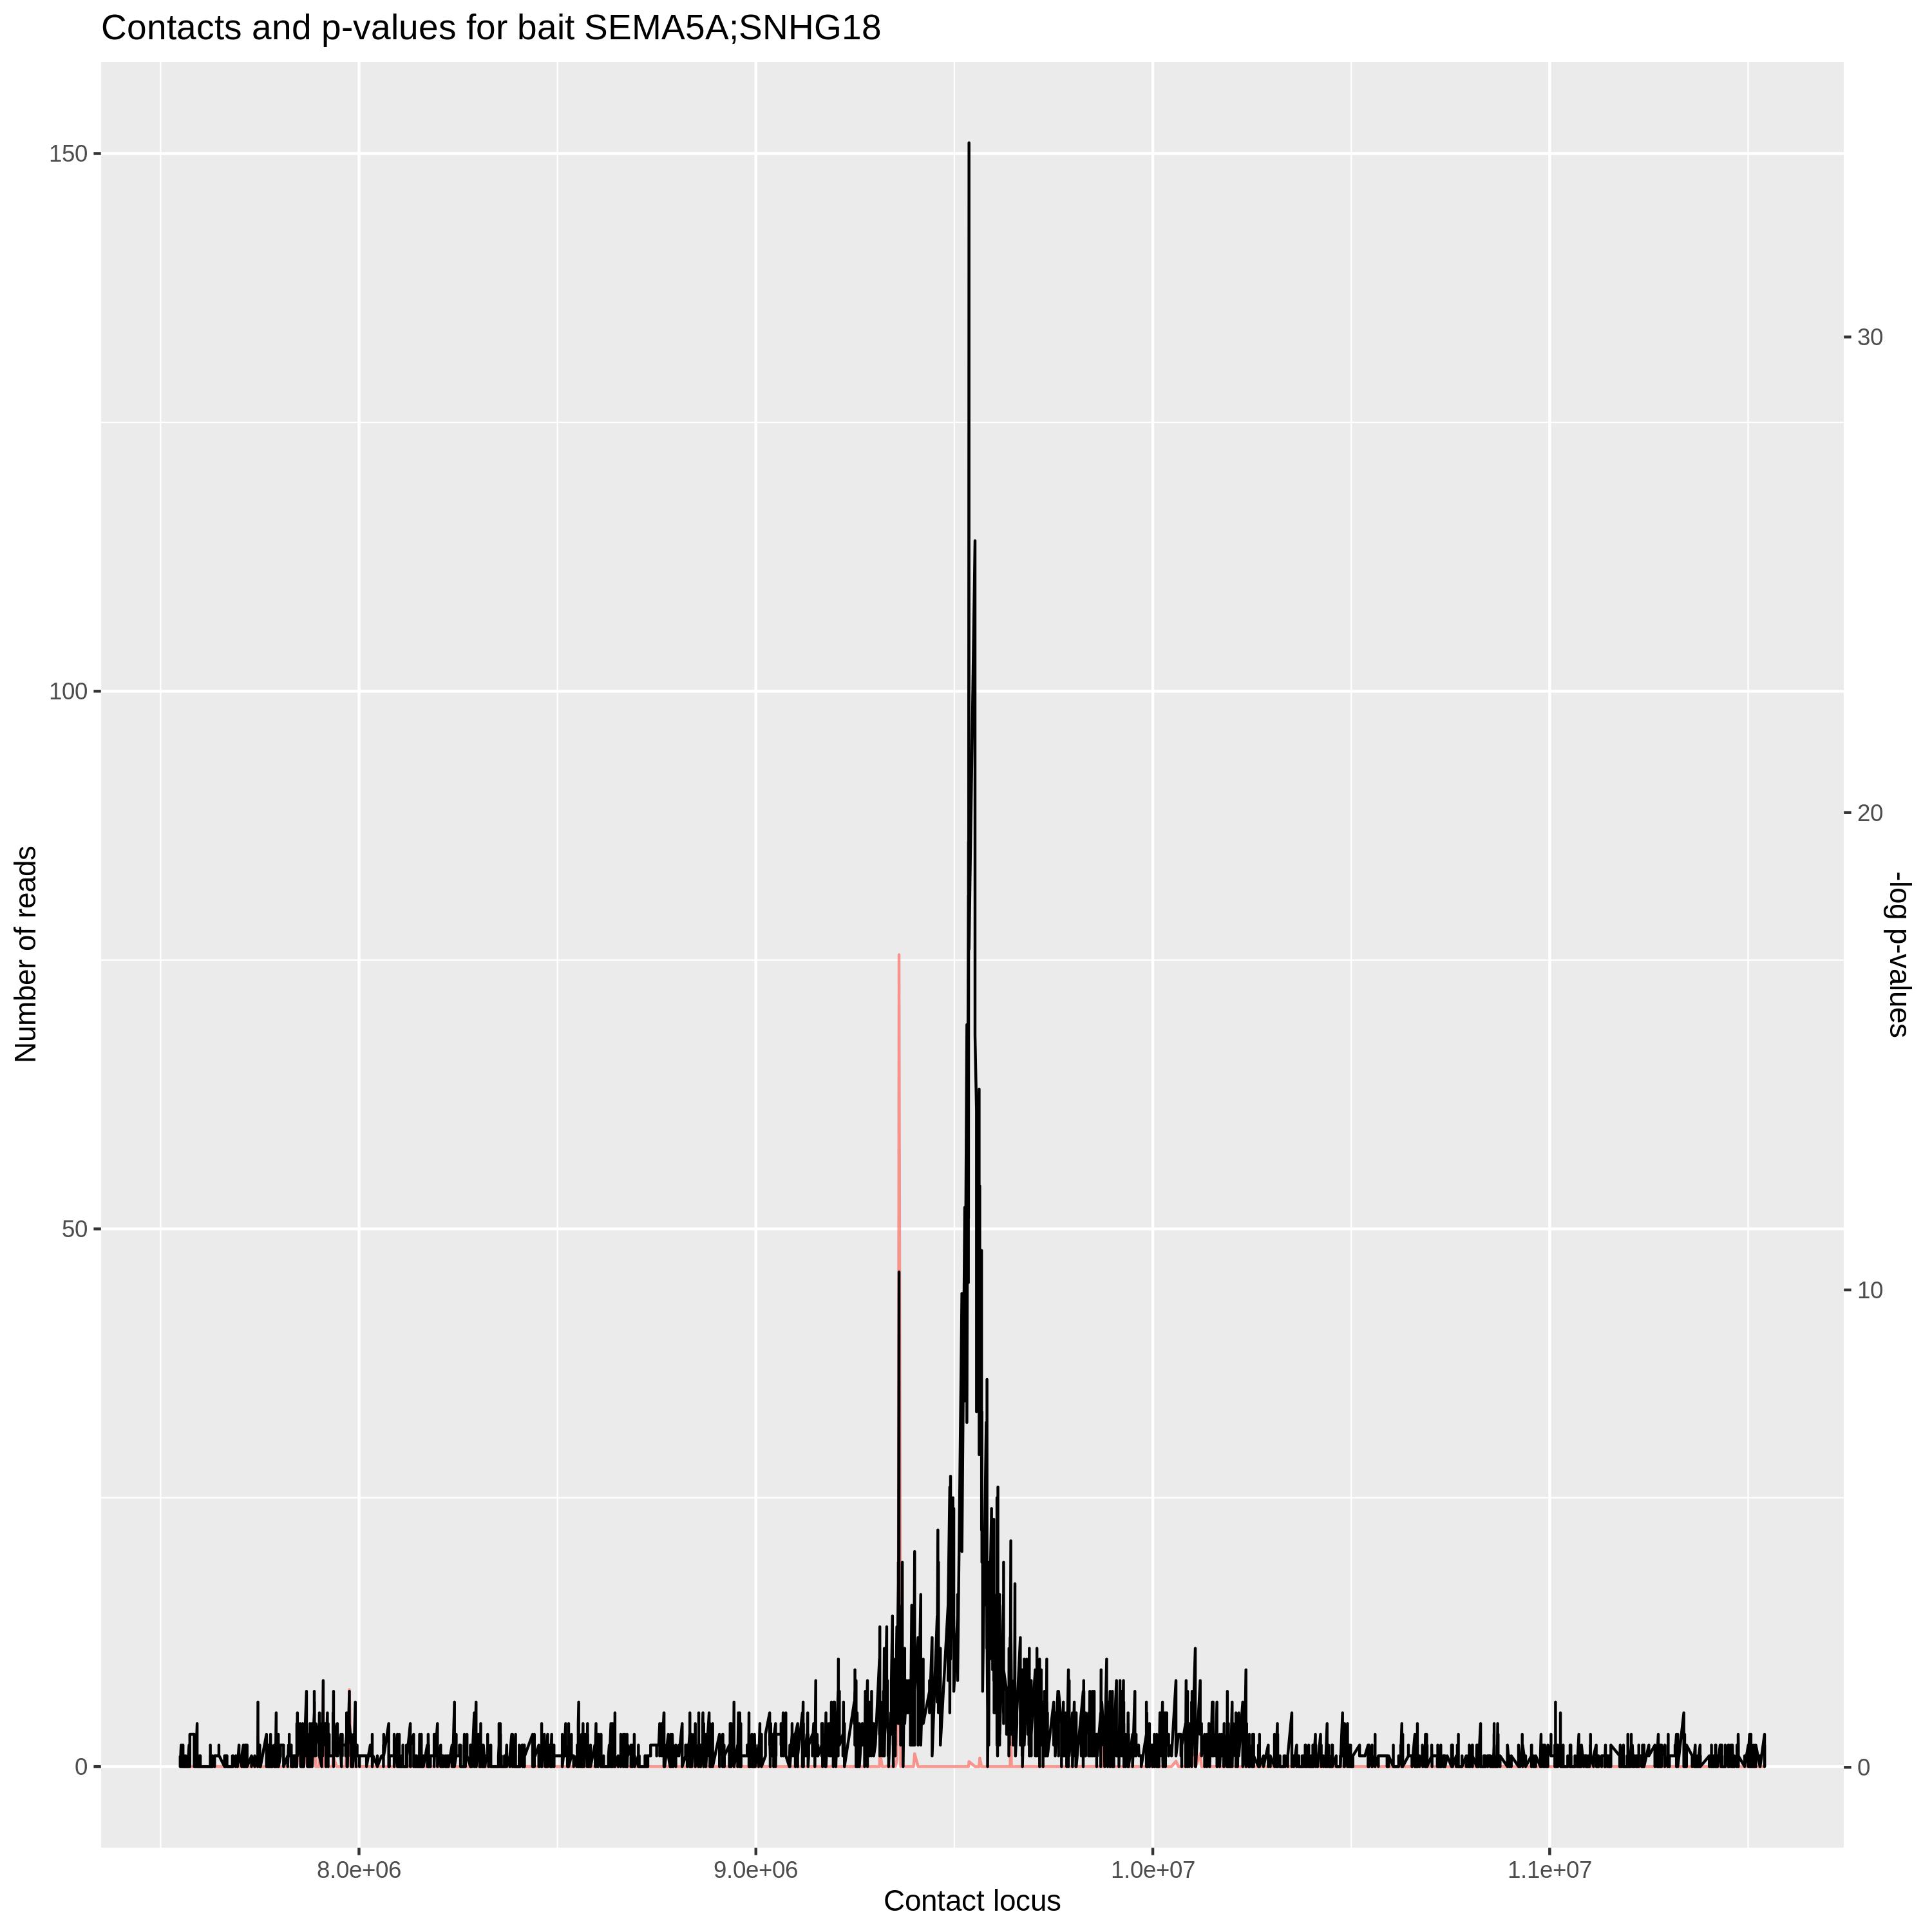 Contacts and p-values for bait SEMA5A;SNHG18
150
100
50
0
Number of reads
30
20
10
0
-log p-values
8.0e+06
9.0e+06
1.0e+07
1.1e+07
Contact locus